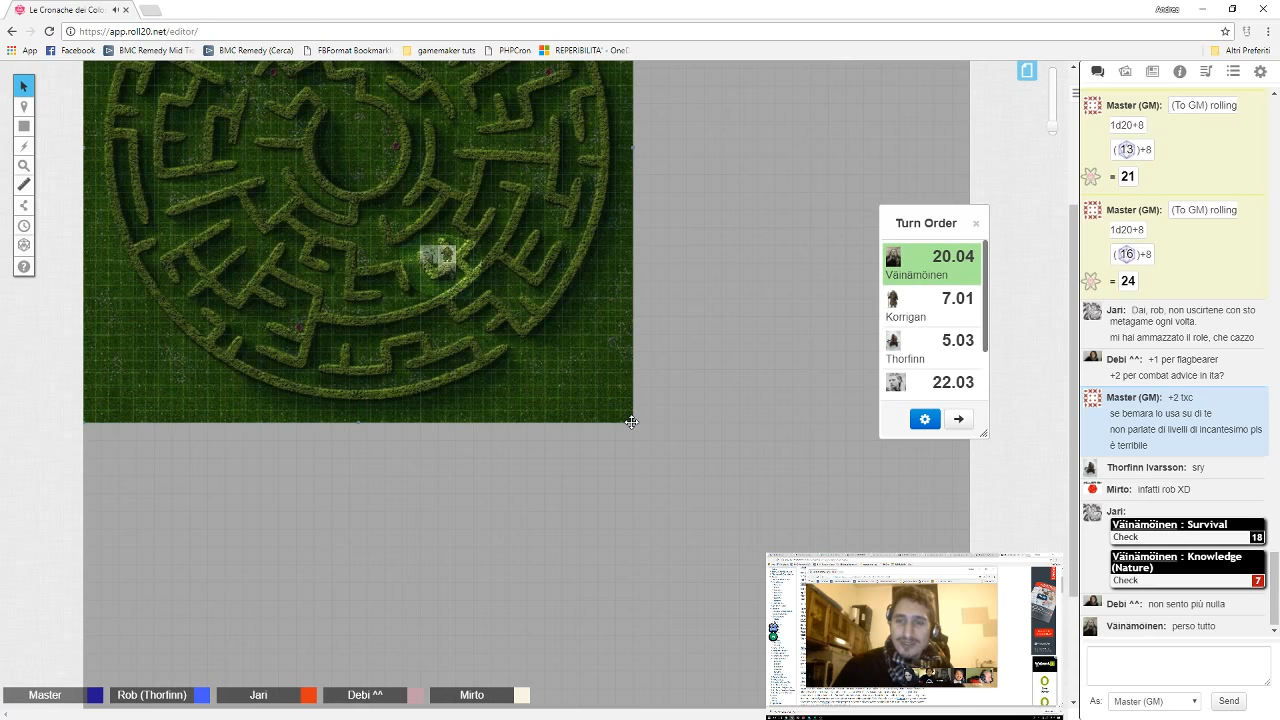 Le Cronache dei Colo
Andrea
https://app.roll20.net/editor/
App
Facebook
BMC Remedy Mid Tie
BMC Remedy (Cerca)
FBFormat Bookmark
gamemaker tuts
PHPCron
REPERIBILITA' - OneD
Altri Preferiti
Turn Order
×
20.04
Väinämöinen
7.01
Korrigan
5.03
Thorfinn
22.03
Master (GM): (To GM) rolling
1d20+8
(13)+8
= 21
Master (GM): (To GM) rolling
1d20+8
(16)+8
= 24
Jari: Dai, rob, non uscirtene con sto
metagame ogni volta.
mi hai ammazzato il role, che cazzo
Debi ^^: +1 per flagbearer
+2 per combat advice in ita?
Master (GM): +2 txc
se bemara lo usa su di te
non parlate di livelli di incantesimo pls
è terribile
Thorfinn Ivarsson: sry
Mirto: infatti rob XD
Jari:
Väinämöinen : Survival
Check 18
Väinämöinen : Knowledge
(Nature)
Check 7
Debi ^^: non sento più nulla
Väinämöinen: perso tutto
As: Master (GM) Send
Master
Rob (Thorfinn)
Jari
Debi ^^
Mirto